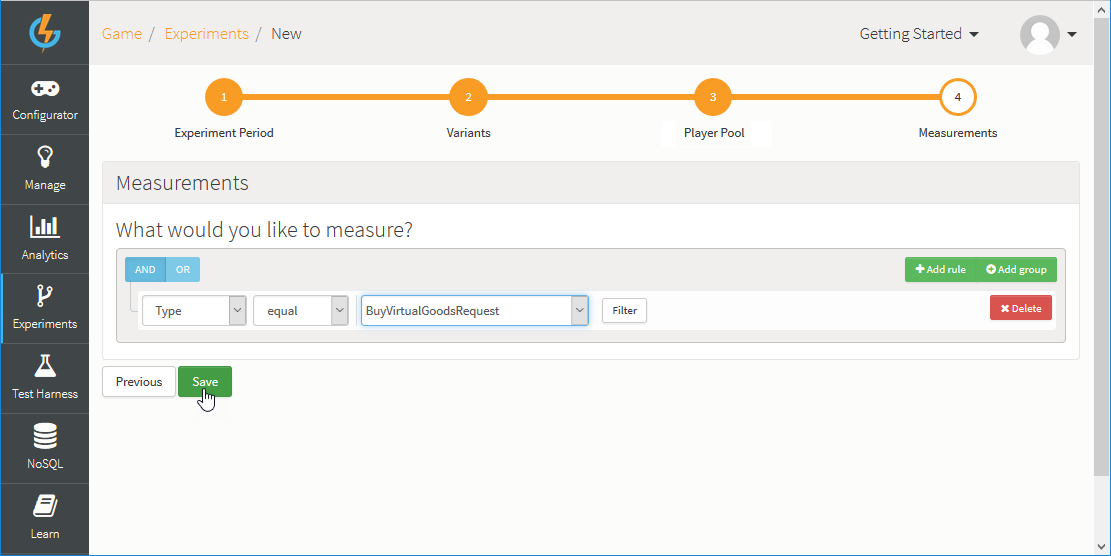 Game / Experiments / New
Getting Started
Configurator
Manage
Analytics
Experiments
Test Harness
NoSQL
Learn
1
2
3
4
Experiment Period
Variants
Player Pool
Measurements
Measurements
What would you like to measure?
AND OR
Add rule Add group
Type equal BuyVirtualGoodsRequest Filter
Delete
Previous Save